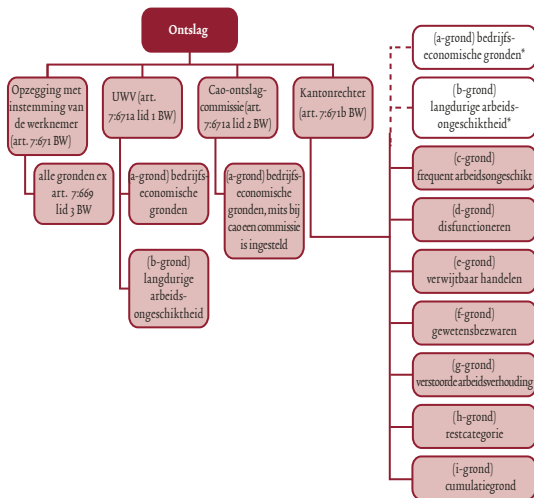 Ontslag
Opzegging met
instemming van
de werknemer
(art. 7:671 BW)
alle gronden ex
art. 7:669
lid 3 BW
UWV (art.
7:671a lid 1 BW)
(a-grond) bedrijfs-
economische
gronden
(b-grond)
langdurige
arbeids-
ongeschiktheid
Cao-ontslag-
commissie (art.
7:671a lid 2 BW)
(a-grond) bedrijfs-
economische
gronden, mits bij
cao een commissie
is ingesteld
Kantonrechter
(art. 7:671b BW)
(a-grond) bedrijfs-
economische gronden*
(b-grond)
langdurige arbeids-
ongeschiktheid*
(c-grond)
frequent arbeidsongeschikt
(d-grond)
disfunctioneren
(e-grond)
verwijtbaar handelen
(f-grond)
gewetensbezwaren
(g-grond)
verstoorde arbeidsverhouding
(h-grond)
restcategorie
(i-grond)
cumulatiegrond